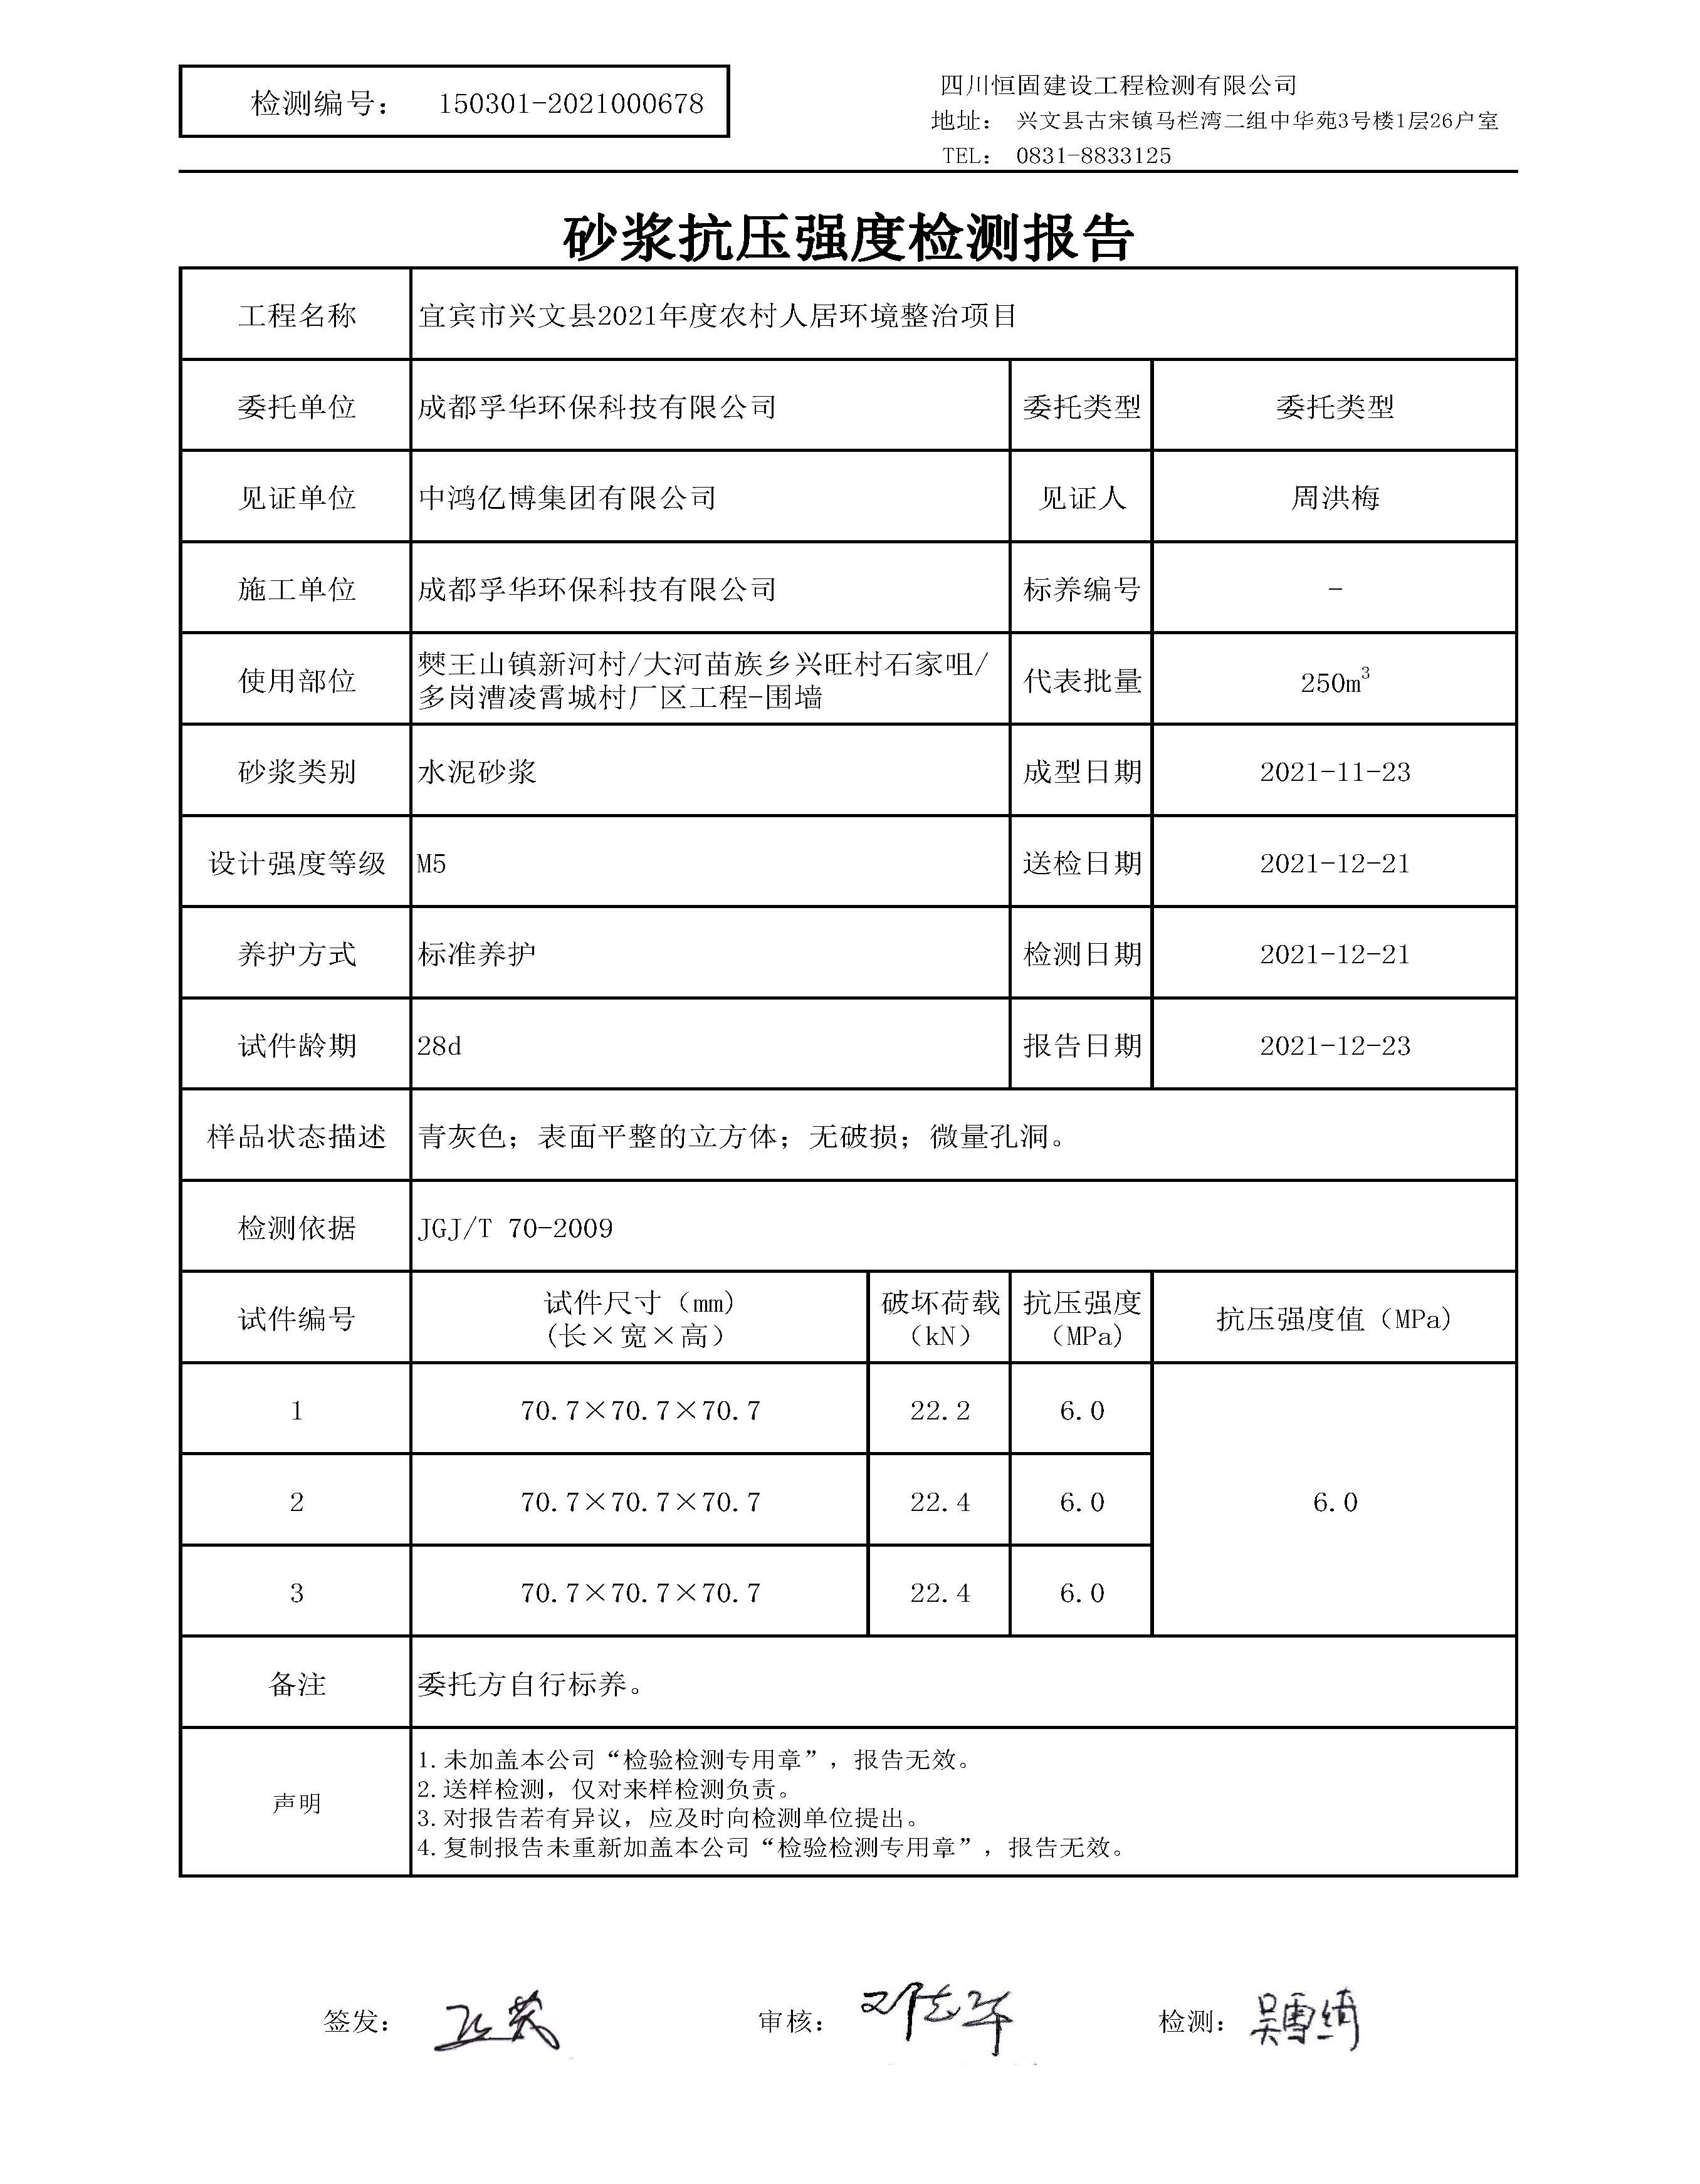 检测编号： 150301-2021000678
四川恒固建设工程检测有限公司
地址： 兴文县古宋镇马栏湾二组中华苑3号楼1层26户室
TEL： 0831-8833125
砂浆抗压强度检测报告
工程名称 宜宾市兴文县2021年度农村人居环境整治项目
委托单位 成都孚华环保科技有限公司 委托类型 委托类型
见证单位 中鸿亿博集团有限公司 见证人 周洪梅
施工单位 成都孚华环保科技有限公司 标养编号 -
使用部位 僰王山镇新河村/大河苗族乡兴旺村石家咀/
多岗漕凌霄城村厂区工程-围墙 代表批量 250m³
砂浆类别 水泥砂浆 成型日期 2021-11-23
设计强度等级 M5 送检日期 2021-12-21
养护方式 标准养护 检测日期 2021-12-21
试件龄期 28d 报告日期 2021-12-23
样品状态描述 青灰色；表面平整的立方体；无破损；微量孔洞。
检测依据 JGJ/T 70-2009
试件编号 试件尺寸（mm)
(长×宽×高） 破坏荷载
（kN） 抗压强度
（MPa) 抗压强度值（MPa)
1 70.7×70.7×70.7 22.2 6.0
2 70.7×70.7×70.7 22.4 6.0 6.0
3 70.7×70.7×70.7 22.4 6.0
备注 委托方自行标养。
声明
1.未加盖本公司“检验检测专用章”，报告无效。
2.送样检测，仅对来样检测负责。
3.对报告若有异议，应及时向检测单位提出。
4.复制报告未重新加盖本公司“检验检测专用章”，报告无效。
签发： 审核： 检测：吴雪绮